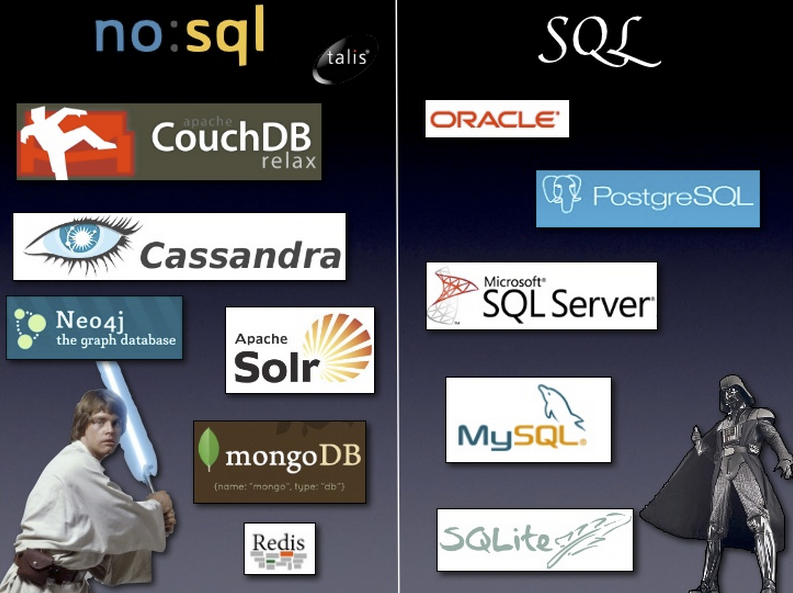 no:sql
talis®
apache
CouchDB
relax
Cassandra
Neo4j
the graph database
Apache
Solr
mongoDB
{name: "mongo", type: "db"}
Redis
SQL
ORACLE®
PostgreSQL
Microsoft®
SQL Server®
™
MySQL®
SQLite